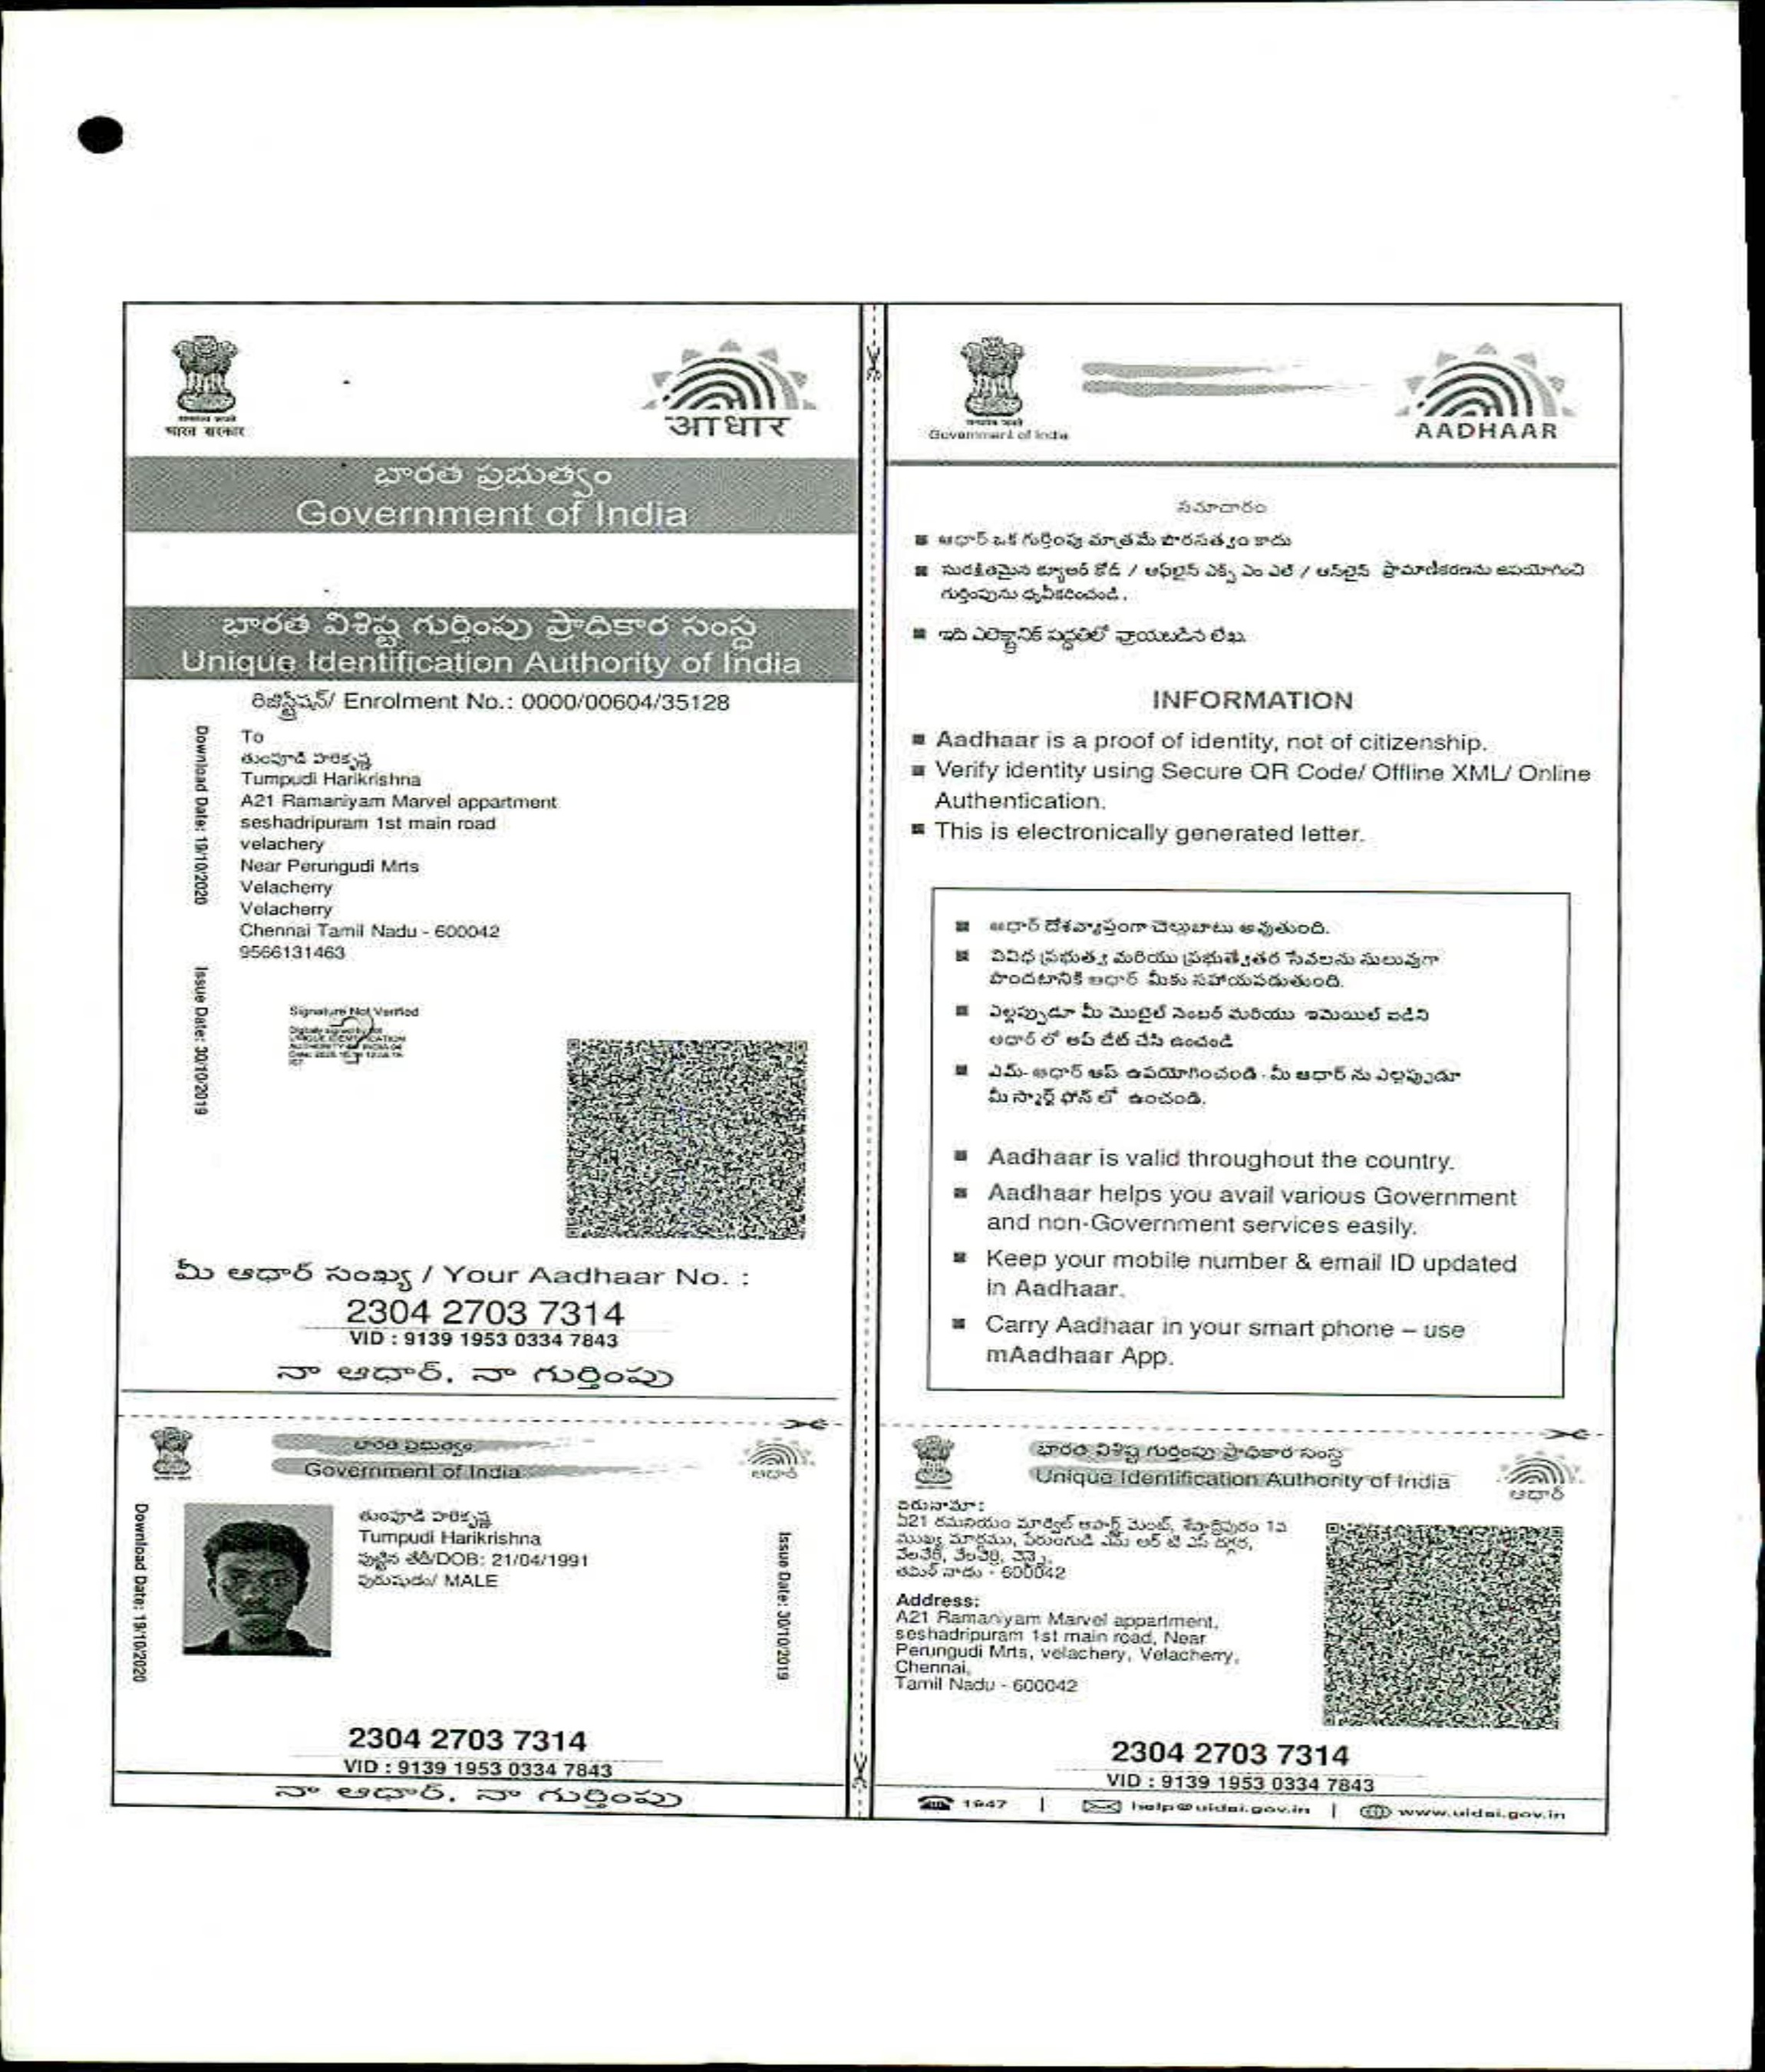 भारत सरकार
आधार
భారత ప్రభుత్వం
Government of India
భారత విశిష్ట గుర్తింపు ప్రాధికార సంస్థ
Unique Identification Authority of India
రిజిస్ట్రేషన్/ Enrolment No.: 0000/00604/35128
Download Date: 19/10/2020
Issue Date: 30/10/2019
To
తుంపూడి హరికృష్ణ
Tumpudi Harikrishna
A21 Ramaniyam Marvel appartment
seshadripuram 1st main road
velachery
Near Perungudi Mrts
Velacherry
Velacherry
Chennai Tamil Nadu - 600042
9566131463
Signature Not Verified
మీ ఆధార్ సంఖ్య / Your Aadhaar No. :
2304 2703 7314
VID : 9139 1953 0334 7843
నా ఆధార్, నా గుర్తింపు
Government of India
AADHAAR
సమాచారం
■ ఆధార్ ఒక గుర్తింపు మాత్రమే పౌరసత్వం కాదు
■ సురక్షితమైన క్యూఆర్ కోడ్ / ఆఫ్‌లైన్ ఎక్స్ ఎం ఎల్ / ఆన్‌లైన్ ప్రామాణీకరణను ఉపయోగించి
గుర్తింపును ధృవీకరించండి.
■ ఇది ఎలెక్ట్రానిక్ పద్ధతిలో వ్రాయబడిన లేఖ
INFORMATION
■ Aadhaar is a proof of identity, not of citizenship.
■ Verify identity using Secure QR Code/ Offline XML/ Online
Authentication.
■ This is electronically generated letter.
■ ఆధార్ దేశవ్యాప్తంగా చెల్లుబాటు అవుతుంది.
■ వివిధ ప్రభుత్వ మరియు ప్రభుత్వేతర సేవలను సులువుగా
పొందటానికి ఆధార్ మీకు సహాయపడుతుంది.
■ ఎల్లప్పుడూ మీ మొబైల్ నెంబర్ మరియు ఇమెయిల్ ఐడిని
ఆధార్ లో అప్ డేట్ చేసి ఉంచండి
■ ఎమ్-ఆధార్ ఆప్ ఉపయోగించండి - మీ ఆధార్ ను ఎల్లప్పుడూ
మీ స్మార్ట్ ఫోన్ లో ఉంచండి.
■ Aadhaar is valid throughout the country.
■ Aadhaar helps you avail various Government
and non-Government services easily.
■ Keep your mobile number & email ID updated
in Aadhaar.
■ Carry Aadhaar in your smart phone – use
mAadhaar App.
భారత ప్రభుత్వం
Government of India
ఆధార్
Download Date: 19/10/2020
తుంపూడి హరికృష్ణ
Tumpudi Harikrishna
పుట్టిన తేదీ/DOB: 21/04/1991
పురుషుడు/ MALE
Issue Date: 30/10/2019
2304 2703 7314
VID : 9139 1953 0334 7843
నా ఆధార్, నా గుర్తింపు
భారత విశిష్ట గుర్తింపు ప్రాధికార సంస్థ
Unique Identification Authority of India
ఆధార్
చిరునామా:
ఏ21 రమనియం మార్వెల్ అపార్ట్ మెంట్, శేషాద్రిపురం 1వ
ముఖ్య మార్గము, పేరుంగుడి ఎమ్ ఆర్ టి ఎస్ దగ్గర,
వేలచేరి, వేలచెర్రి, చెన్నై,
తమిళ్ నాడు - 600042
Address:
A21 Ramaniyam Marvel appartment,
seshadripuram 1st main road, Near
Perungudi Mrts, velachery, Velacherry,
Chennai,
Tamil Nadu - 600042
2304 2703 7314
VID : 9139 1953 0334 7843
1947 | help@uidai.gov.in | www.uidai.gov.in